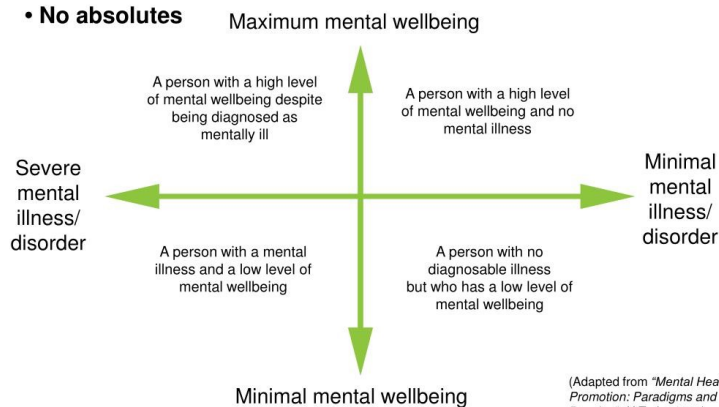 • No absolutes
Maximum mental wellbeing
A person with a high level
of mental wellbeing despite
being diagnosed as
mentally ill
A person with a high level
of mental wellbeing and no
mental illness
Severe
mental
illness/
disorder
Minimal
mental
illness/
disorder
A person with a mental
illness and a low level of
mental wellbeing
A person with no
diagnosable illness
but who has a low level of
mental wellbeing
Minimal mental wellbeing
(Adapted from “Mental Hea
Promotion: Paradigms and